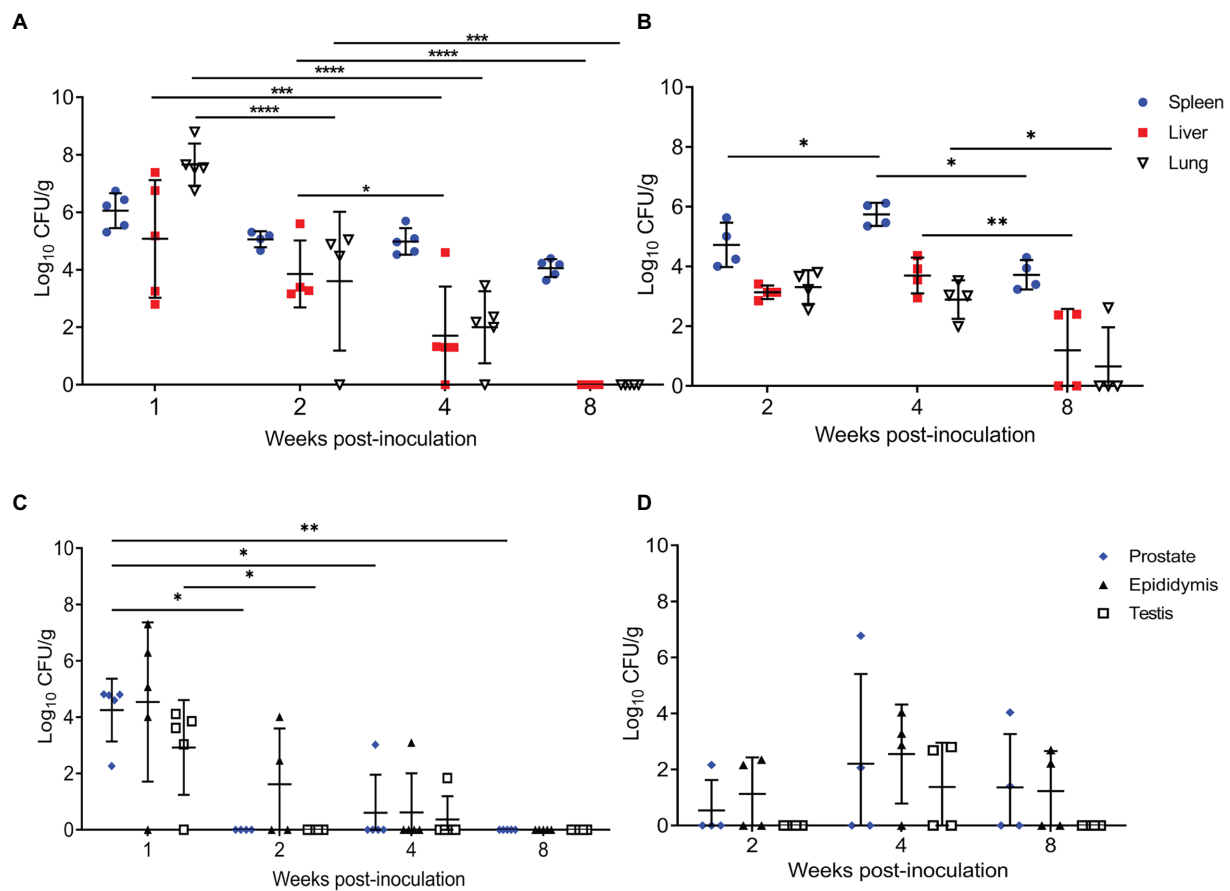 A
***
****
****
***
****
*
10
8
6
4
2
0
Log10 CFU/g
1 2 4 8
Weeks post-inoculation
B
*
*
*
**
10
8
6
4
2
0
Log10 CFU/g
2 4 8
Weeks post-inoculation
Spleen
Liver
Lung
C
**
*
*
*
10
8
6
4
2
0
Log10 CFU/g
1 2 4 8
Weeks post-inoculation
D
10
8
6
4
2
0
Log10 CFU/g
2 4 8
Weeks post-inoculation
Prostate
Epididymis
Testis